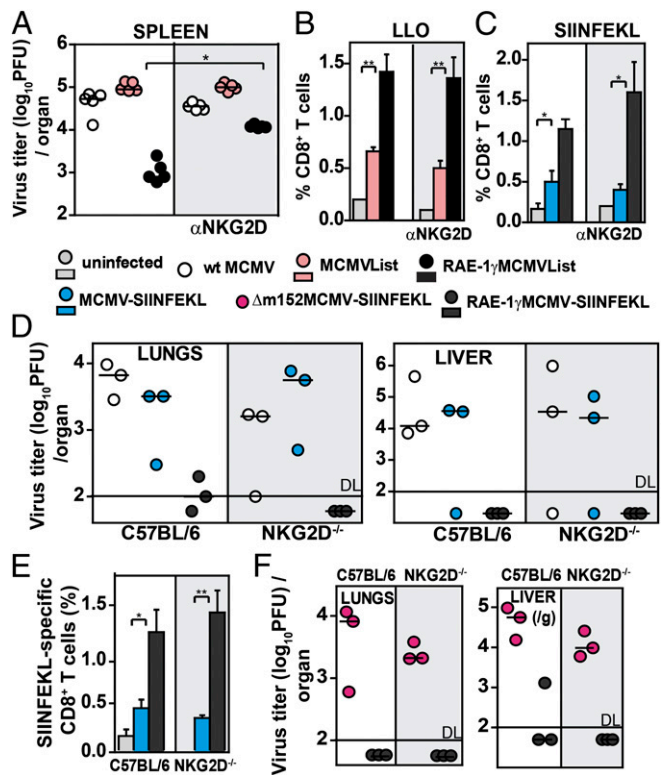 A SPLEEN
Virus titer (log10PFU)
/ organ
6
5
4
3
2
*
αNKG2D
B LLO
% CD8+ T cells
1.5
1.0
0.5
0.0
**
**
αNKG2D
C SIINFEKL
% CD8+ T cells
2.0
1.5
1.0
0.5
0.0
*
*
αNKG2D
uninfected
wt MCMV
MCMVList
RAE-1γMCMVList
MCMV-SIINFEKL
Δm152MCMV-SIINFEKL
RAE-1γMCMV-SIINFEKL
D
Virus titer (log10PFU)
/organ
LUNGS
4
3
2
DL
C57BL/6 NKG2D-/-
LIVER
6
5
4
3
2
DL
C57BL/6 NKG2D-/-
E
SIINFEKL-specific
CD8+ T cells (%)
1.5
1.0
0.5
0.0
*
**
C57BL/6 NKG2D-/-
F
Virus titer (log10PFU) /
organ
C57BL/6 NKG2D-/-
LUNGS
4
3
2
DL
C57BL/6 NKG2D-/-
LIVER
(/g)
5
4
3
2
DL